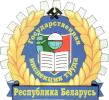 Государственная
инспекция труда
Республика Беларусь